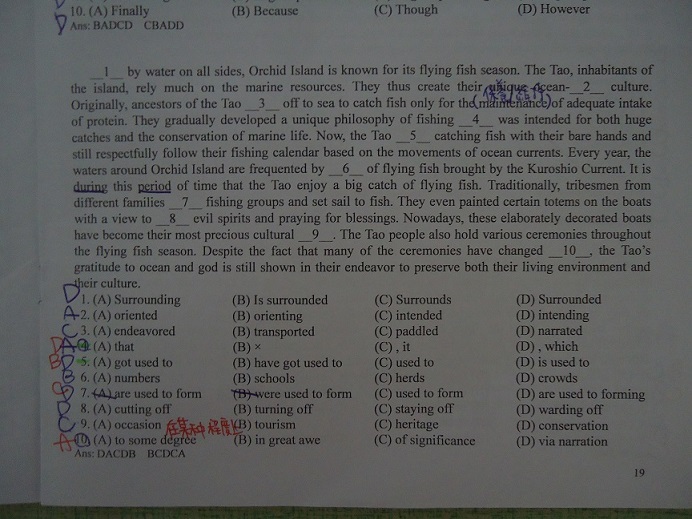 10. (A) Finally (B) Because (C) Though (D) However
D Ans: BADCD CBADD
__1__ by water on all sides, Orchid Island is known for its flying fish season. The Tao, inhabitants of
the island, rely much on the marine resources. They thus create their unique ocean-__2__ culture.
Originally, ancestors of the Tao __3__ off to sea to catch fish only for the (maintenance) of adequate intake
of protein. They gradually developed a unique philosophy of fishing __4__ was intended for both huge
catches and the conservation of marine life. Now, the Tao __5__ catching fish with their bare hands and
still respectfully follow their fishing calendar based on the movements of ocean currents. Every year, the
waters around Orchid Island are frequented by __6__ of flying fish brought by the Kuroshio Current. It is
during this period of time that the Tao enjoy a big catch of flying fish. Traditionally, tribesmen from
different families __7__ fishing groups and set sail to fish. They even painted certain totems on the boats
with a view to __8__ evil spirits and praying for blessings. Nowadays, these elaborately decorated boats
have become their most precious cultural __9__. The Tao people also hold various ceremonies throughout
the flying fish season. Despite the fact that many of the ceremonies have changed __10__, the Tao's
gratitude to ocean and god is still shown in their endeavor to preserve both their living environment and
their culture.
D 1. (A) Surrounding (B) Is surrounded (C) Surrounds (D) Surrounded
A 2. (A) oriented (B) orienting (C) intended (D) intending
C 3. (A) endeavored (B) transported (C) paddled (D) narrated
D A 4. (A) that (B) × (C) , it (D) , which
B D 5. (A) got used to (B) have got used to (C) used to (D) is used to
B 6. (A) numbers (B) schools (C) herds (D) crowds
C 7. (A) are used to form (B) were used to form (C) used to form (D) are used to forming
D 8. (A) cutting off (B) turning off (C) staying off (D) warding off
C 9. (A) occasion 在某种程度上 (B) tourism (C) heritage (D) conservation
A 10. (A) to some degree (B) in great awe (C) of significance (D) via narration
Ans: DACDB BCDCA
19